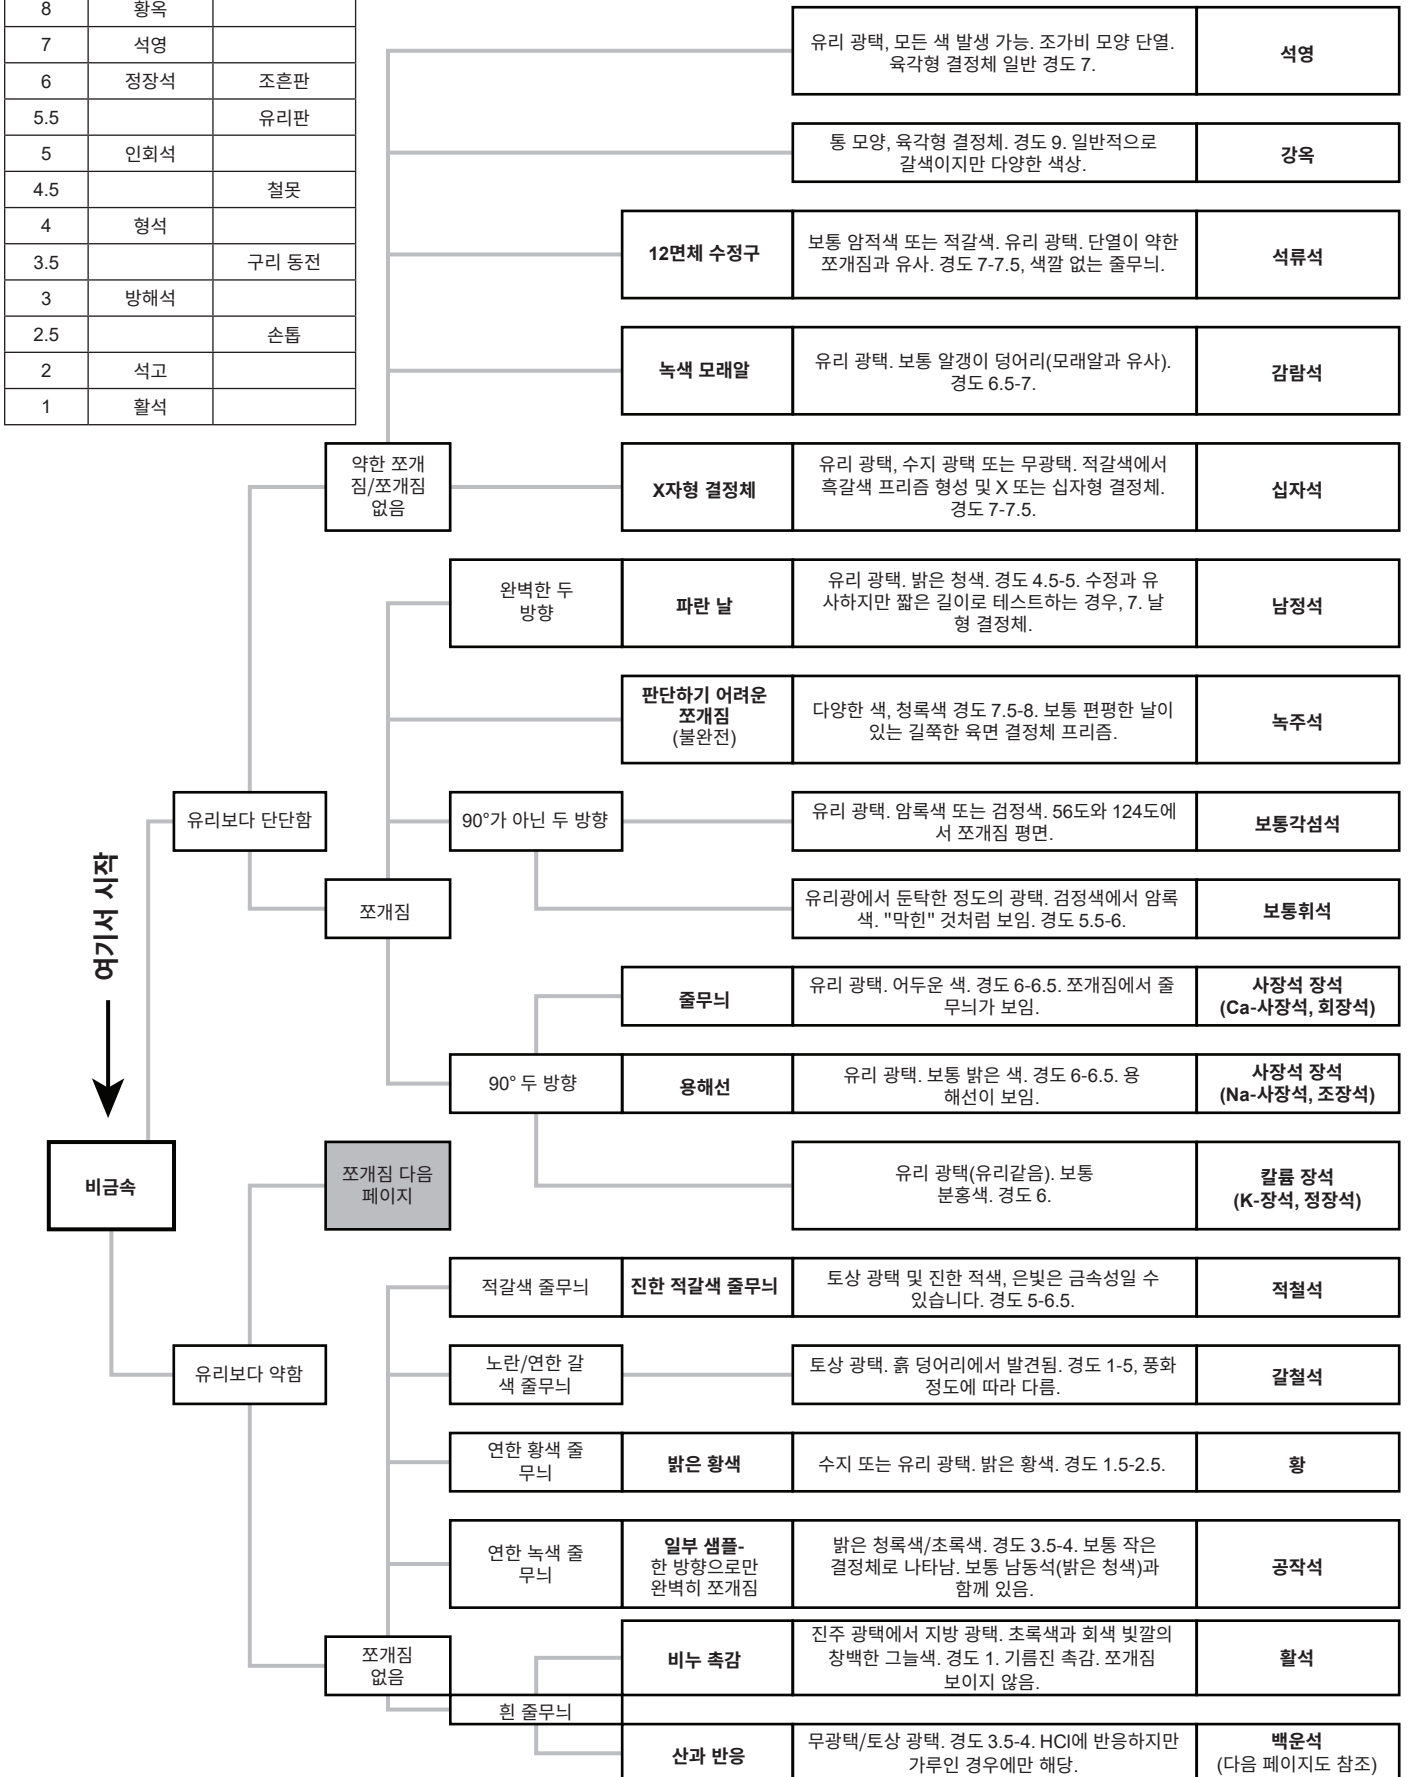 8 황옥
7 석영
6 정장석 조흔판
5.5 유리판
5 인회석
4.5 철못
4 형석
3.5 구리 동전
3 방해석
2.5 손톱
2 석고
1 활석
여기서 시작
비금속
유리보다 단단함
약한 쪼개
짐/쪼개짐
없음
유리 광택, 모든 색 발생 가능. 조가비 모양 단열.
육각형 결정체 일반 경도 7.
석영
통 모양, 육각형 결정체. 경도 9. 일반적으로
갈색이지만 다양한 색상.
강옥
12면체 수정구
보통 암적색 또는 적갈색. 유리 광택. 단열이 약한
쪼개짐과 유사. 경도 7-7.5, 색깔 없는 줄무늬.
석류석
녹색 모래알
유리 광택. 보통 알갱이 덩어리(모래알과 유사).
경도 6.5-7.
감람석
X자형 결정체
유리 광택, 수지 광택 또는 무광택. 적갈색에서
흑갈색 프리즘 형성 및 X 또는 십자형 결정체.
경도 7-7.5.
십자석
쪼개짐
완벽한 두
방향
파란 날
유리 광택. 밝은 청색. 경도 4.5-5. 수정과 유
사하지만 짧은 길이로 테스트하는 경우, 7. 날
형 결정체.
남정석
판단하기 어려운
쪼개짐
(불완전)
다양한 색, 청록색 경도 7.5-8. 보통 편평한 날이
있는 길쭉한 육면 결정체 프리즘.
녹주석
90°가 아닌 두 방향
유리 광택. 암록색 또는 검정색. 56도와 124도에
서 쪼개짐 평면.
보통각섬석
유리광에서 둔탁한 정도의 광택. 검정색에서 암록
색. "막힌" 것처럼 보임. 경도 5.5-6.
보통휘석
90° 두 방향
줄무늬
유리 광택. 어두운 색. 경도 6-6.5. 쪼개짐에서 줄
무늬가 보임.
사장석 장석
(Ca-사장석, 회장석)
용해선
유리 광택. 보통 밝은 색. 경도 6-6.5. 용
해선이 보임.
사장석 장석
(Na-사장석, 조장석)
유리 광택(유리같음). 보통
분홍색. 경도 6.
칼륨 장석
(K-장석, 정장석)
유리보다 약함
쪼개짐 다음
페이지
쪼개짐
없음
적갈색 줄무늬
진한 적갈색 줄무늬
토상 광택 및 진한 적색, 은빛은 금속성일 수
있습니다. 경도 5-6.5.
적철석
노란/연한 갈
색 줄무늬
토상 광택. 흙 덩어리에서 발견됨. 경도 1-5, 풍화
정도에 따라 다름.
갈철석
연한 황색 줄
무늬
밝은 황색
수지 또는 유리 광택. 밝은 황색. 경도 1.5-2.5.
황
연한 녹색 줄
무늬
일부 샘플-
한 방향으로만
완벽히 쪼개짐
밝은 청록색/초록색. 경도 3.5-4. 보통 작은
결정체로 나타남. 보통 남동석(밝은 청색)과
함께 있음.
공작석
흰 줄무늬
비누 촉감
진주 광택에서 지방 광택. 초록색과 회색 빛깔의
창백한 그늘색. 경도 1. 기름진 촉감. 쪼개짐
보이지 않음.
활석
산과 반응
무광택/토상 광택. 경도 3.5-4. HCl에 반응하지만
가루인 경우에만 해당.
백운석
(다음 페이지도 참조)